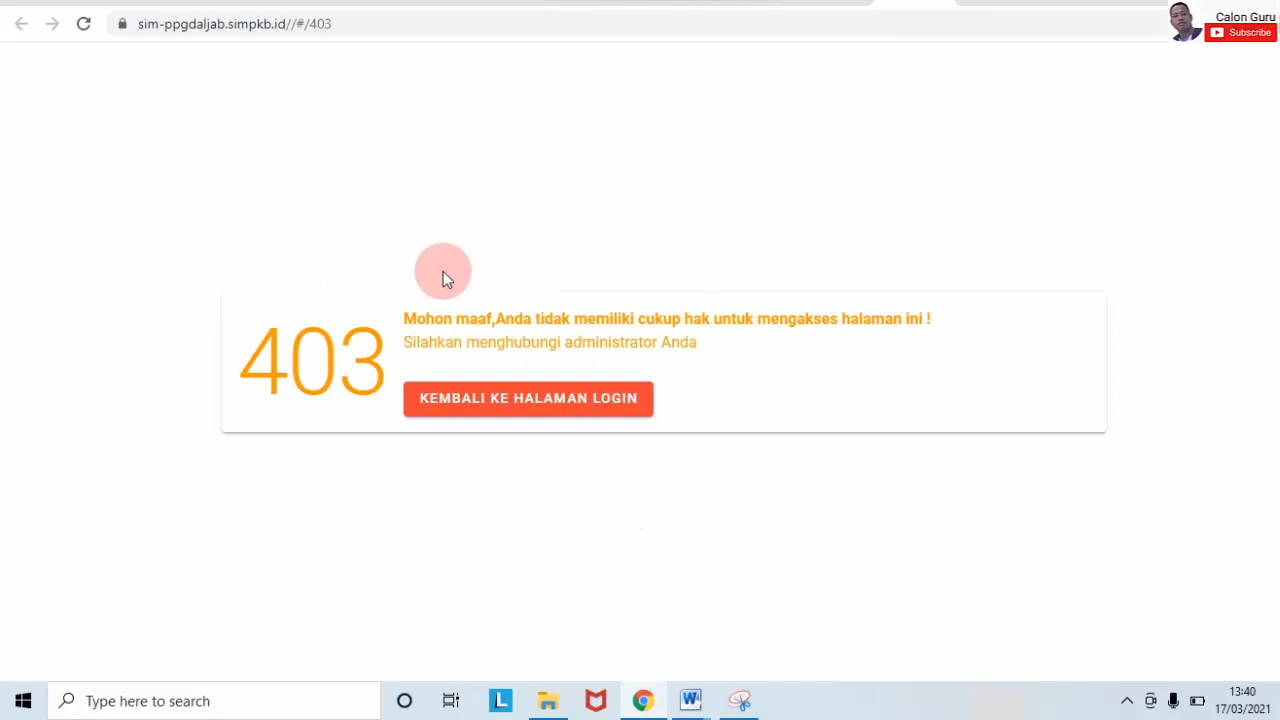 sim-ppgdaljab.simpkb.id//#/403
Calon Guru
Subscribe
403
Mohon maaf,Anda tidak memiliki cukup hak untuk mengakses halaman ini !
Silahkan menghubungi administrator Anda
KEMBALI KE HALAMAN LOGIN
Type here to search
L
W
13:40
17/03/2021